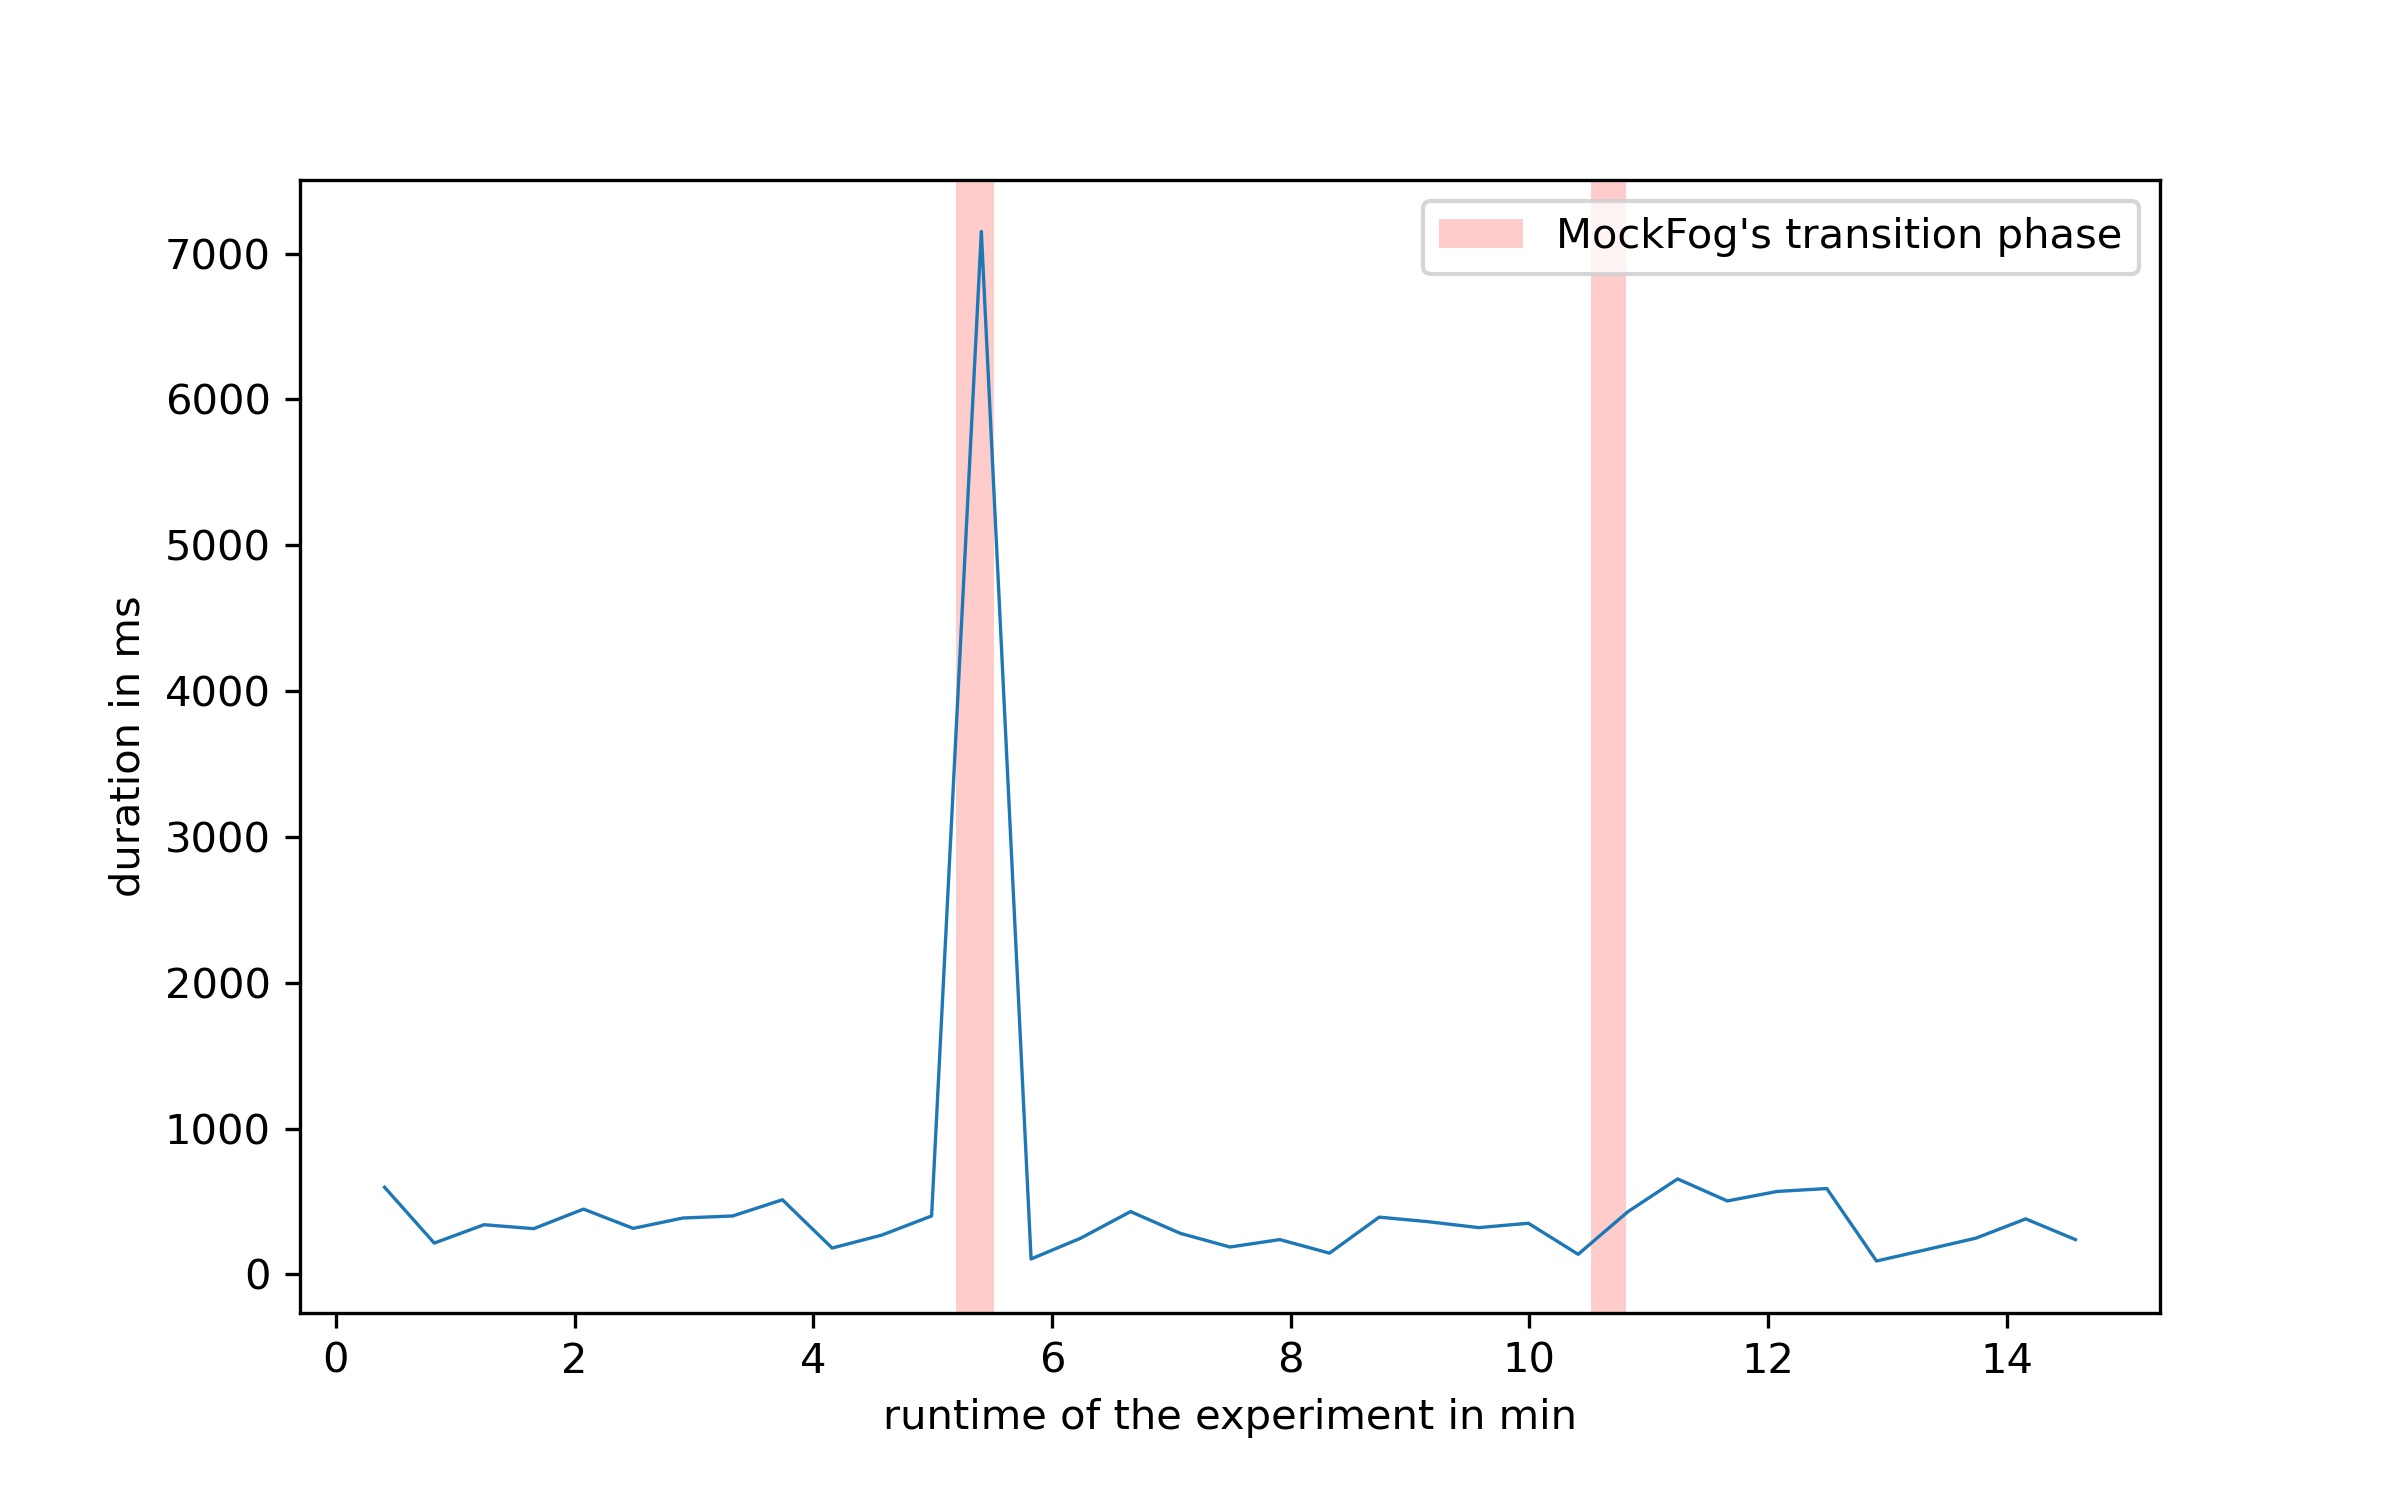 MockFog's transition phase
7000
6000
5000
4000
3000
2000
1000
0
duration in ms
0 2 4 6 8 10 12 14
runtime of the experiment in min